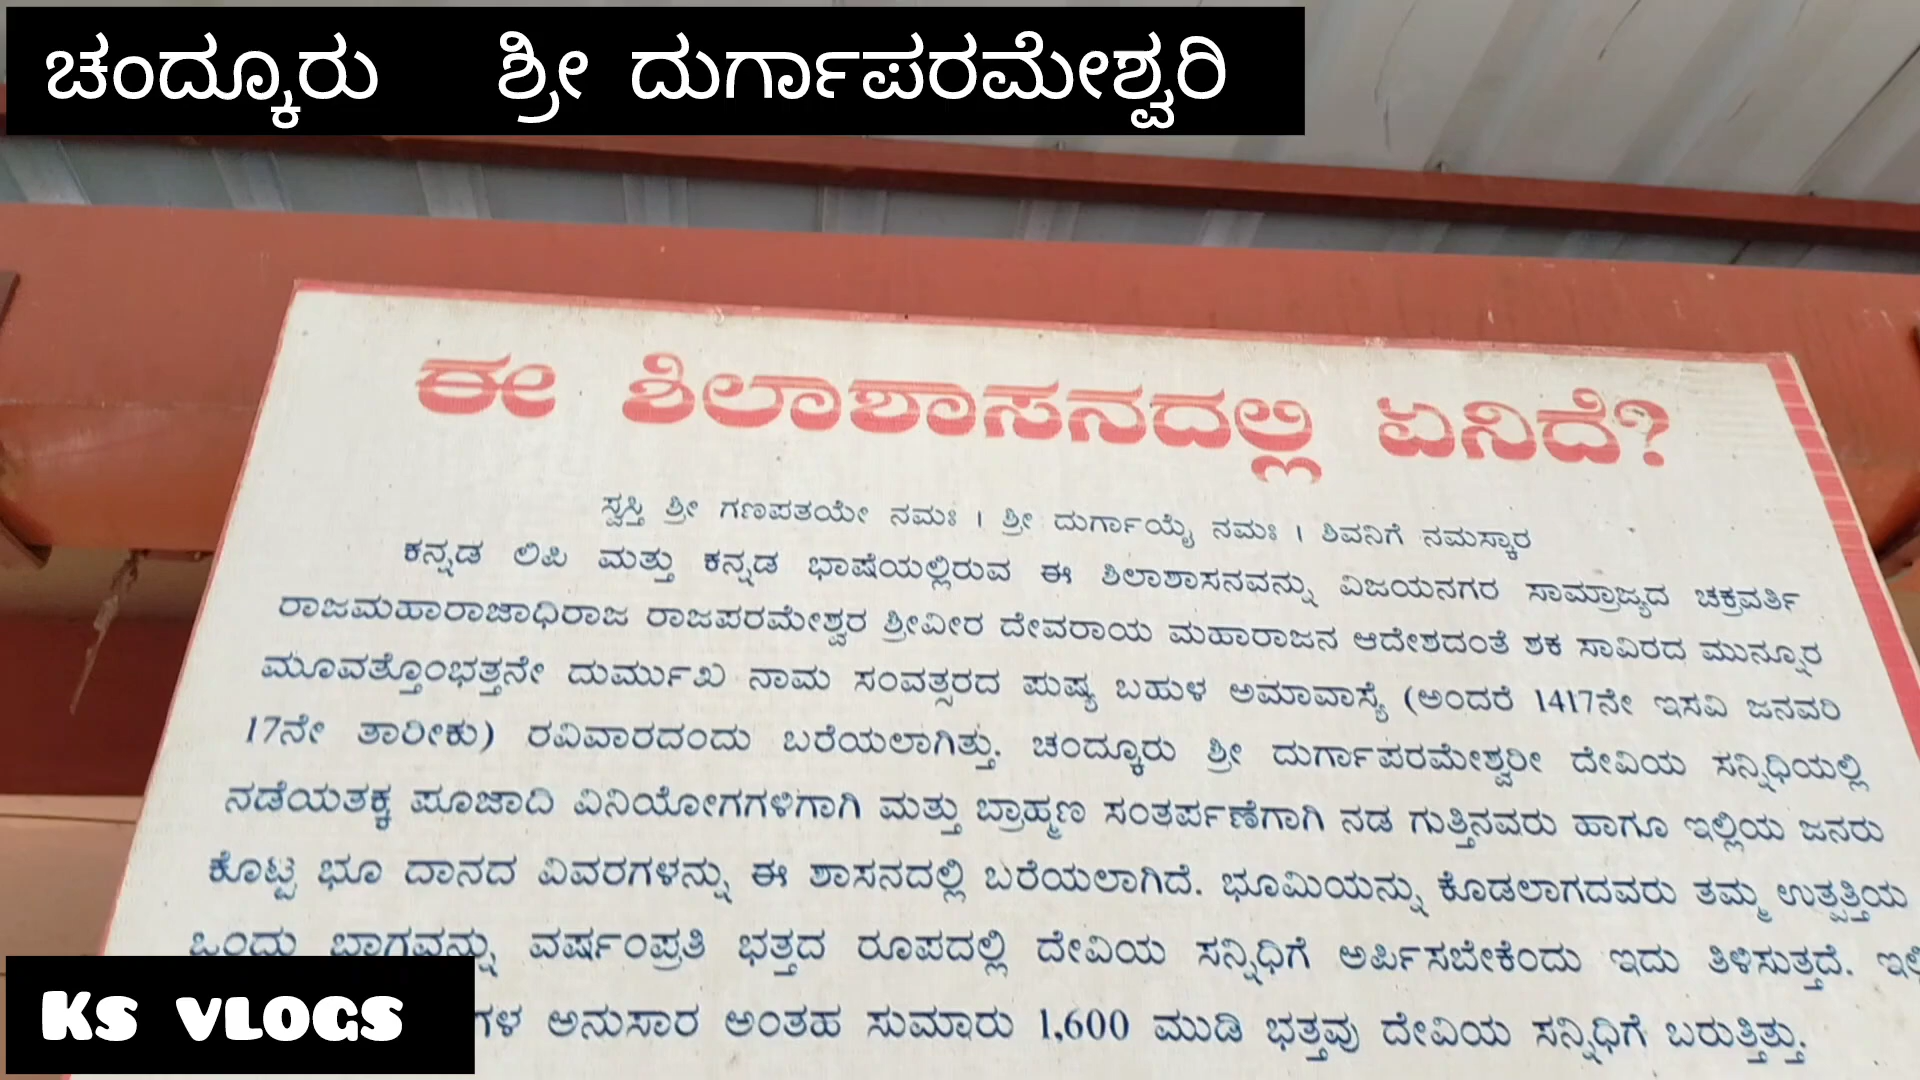 ಚಂದ್ಕೂರು ಶ್ರೀ ದುರ್ಗಾಪರಮೇಶ್ವರಿ
ಈ ಶಿಲಾಶಾಸನದಲ್ಲಿ ಏನಿದೆ?
ಸ್ವಸ್ತಿ ಶ್ರೀ ಗಣಪತಯೇ ನಮಃ । ಶ್ರೀ ದುರ್ಗಾಯೈ ನಮಃ । ಶಿವನಿಗೆ ನಮಸ್ಕಾರ
ಕನ್ನಡ ಲಿಪಿ ಮತ್ತು ಕನ್ನಡ ಭಾಷೆಯಲ್ಲಿರುವ ಈ ಶಿಲಾಶಾಸನವನ್ನು ವಿಜಯನಗರ ಸಾಮ್ರಾಜ್ಯದ ಚಕ್ರವರ್ತಿ
ರಾಜಮಹಾರಾಜಾಧಿರಾಜ ರಾಜಪರಮೇಶ್ವರ ಶ್ರೀವೀರ ದೇವರಾಯ ಮಹಾರಾಜನ ಆದೇಶದಂತೆ ಶಕ ಸಾವಿರದ ಮುನ್ನೂರ
ಮೂವತ್ತೊಂಭತ್ತನೇ ದುರ್ಮುಖ ನಾಮ ಸಂವತ್ಸರದ ಪುಷ್ಯ ಬಹುಳ ಅಮಾವಾಸ್ಯೆ (ಅಂದರೆ 1417ನೇ ಇಸವಿ ಜನವರಿ
17ನೇ ತಾರೀಕು) ರವಿವಾರದಂದು ಬರೆಯಲಾಗಿತ್ತು. ಚಂದ್ಕೂರು ಶ್ರೀ ದುರ್ಗಾಪರಮೇಶ್ವರೀ ದೇವಿಯ ಸನ್ನಿಧಿಯಲ್ಲಿ
ನಡೆಯತಕ್ಕ ಪೂಜಾದಿ ವಿನಿಯೋಗಗಳಿಗಾಗಿ ಮತ್ತು ಬ್ರಾಹ್ಮಣ ಸಂತರ್ಪಣೆಗಾಗಿ ನಡ ಗುತ್ತಿನವರು ಹಾಗೂ ಇಲ್ಲಿಯ ಜನರು
ಕೊಟ್ಟ ಭೂ ದಾನದ ವಿವರಗಳನ್ನು ಈ ಶಾಸನದಲ್ಲಿ ಬರೆಯಲಾಗಿದೆ. ಭೂಮಿಯನ್ನು ಕೊಡಲಾಗದವರು ತಮ್ಮ ಉತ್ಪತ್ತಿಯ
ಒಂದು ಭಾಗವನ್ನು ವರ್ಷಂಪ್ರತಿ ಭತ್ತದ ರೂಪದಲ್ಲಿ ದೇವಿಯ ಸನ್ನಿಧಿಗೆ ಅರ್ಪಿಸಬೇಕೆಂದು ಇದು ತಿಳಿಸುತ್ತದೆ.
ಗಳ ಅನುಸಾರ ಅಂತಹ ಸುಮಾರು 1,600 ಮುಡಿ ಭತ್ತವು ದೇವಿಯ ಸನ್ನಿಧಿಗೆ ಬರುತ್ತಿತ್ತು.
KS VLOGS